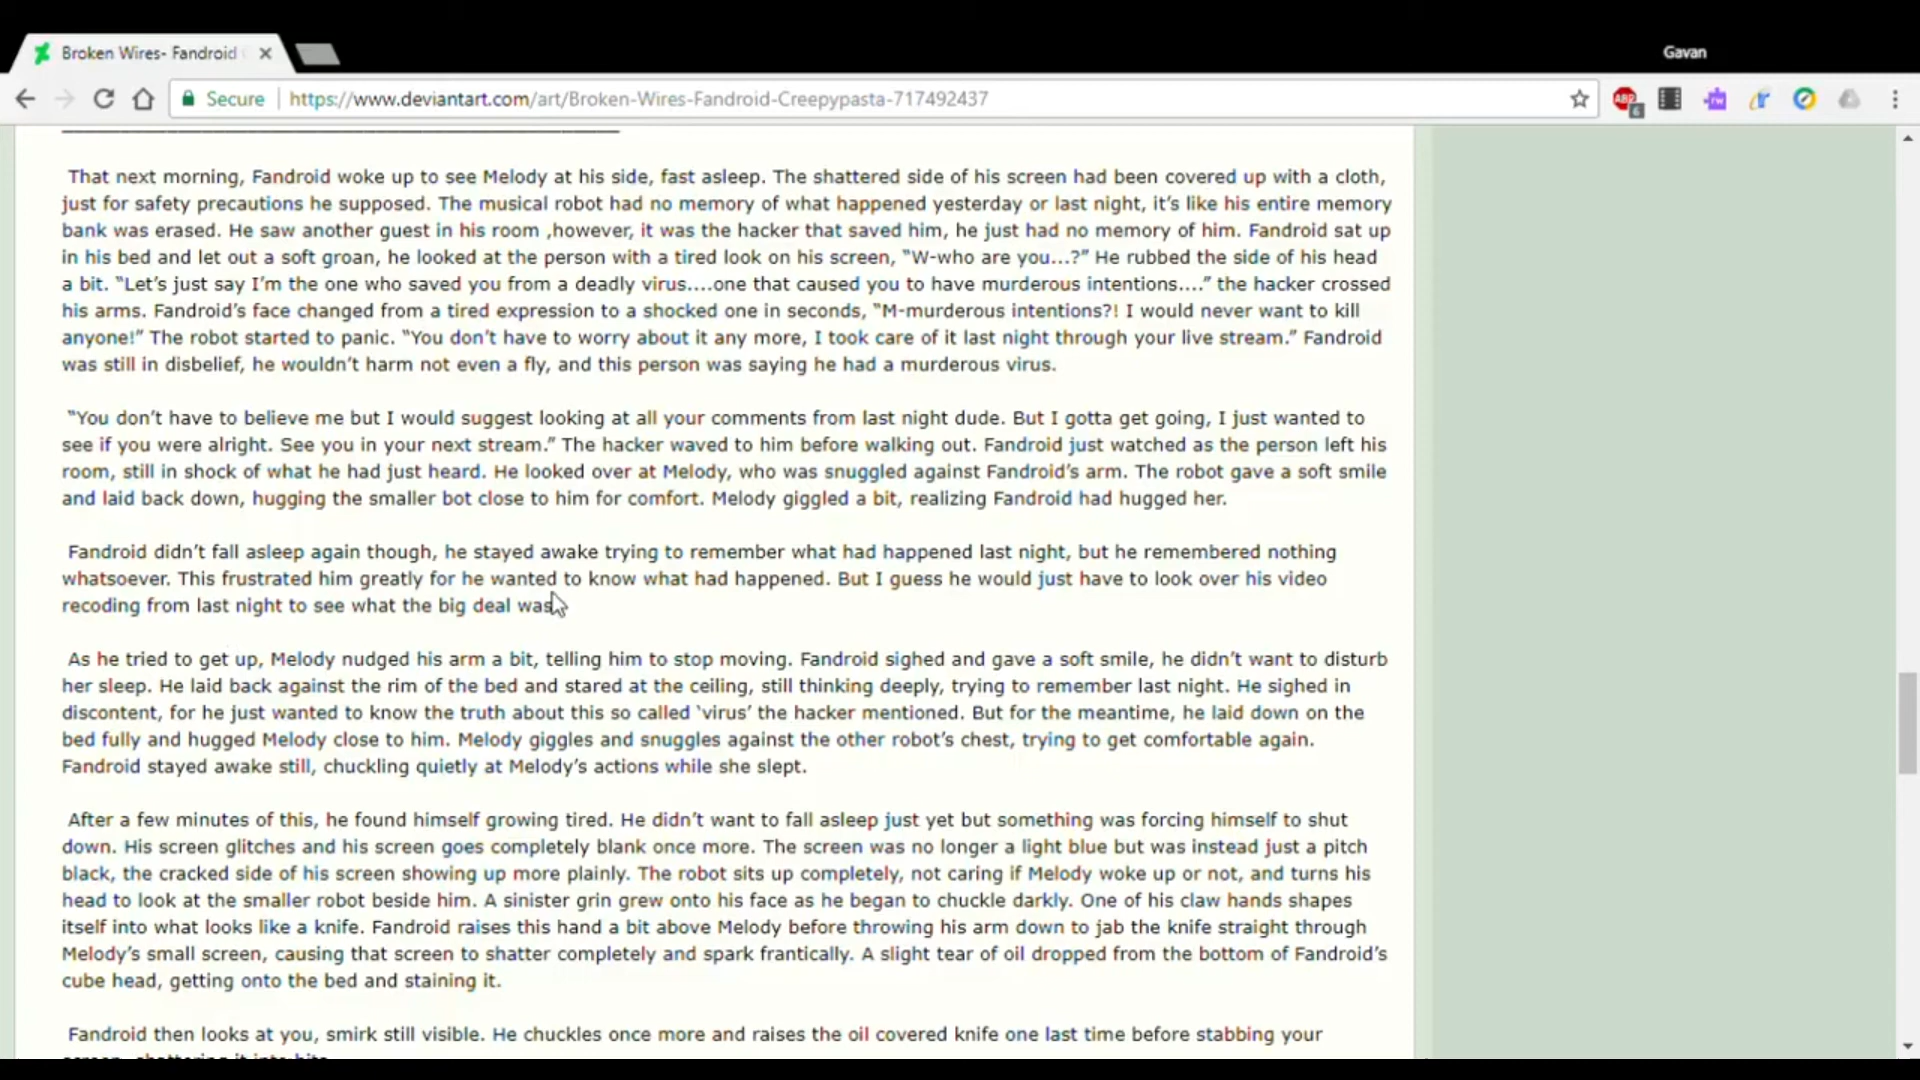 Broken Wires- Fandroid
Gavan
Secure
https://www.deviantart.com/art/Broken-Wires-Fandroid-Creepypasta-717492437
ABP
6
rw
That next morning, Fandroid woke up to see Melody at his side, fast asleep. The shattered side of his screen had been covered up with a cloth,
just for safety precautions he supposed. The musical robot had no memory of what happened yesterday or last night, it’s like his entire memory
bank was erased. He saw another guest in his room ,however, it was the hacker that saved him, he just had no memory of him. Fandroid sat up
in his bed and let out a soft groan, he looked at the person with a tired look on his screen, “W-who are you...?” He rubbed the side of his head
a bit. “Let’s just say I’m the one who saved you from a deadly virus....one that caused you to have murderous intentions....” the hacker crossed
his arms. Fandroid’s face changed from a tired expression to a shocked one in seconds, “M-murderous intentions?! I would never want to kill
anyone!” The robot started to panic. “You don’t have to worry about it any more, I took care of it last night through your live stream.” Fandroid
was still in disbelief, he wouldn’t harm not even a fly, and this person was saying he had a murderous virus.
“You don’t have to believe me but I would suggest looking at all your comments from last night dude. But I gotta get going, I just wanted to
see if you were alright. See you in your next stream.” The hacker waved to him before walking out. Fandroid just watched as the person left his
room, still in shock of what he had just heard. He looked over at Melody, who was snuggled against Fandroid’s arm. The robot gave a soft smile
and laid back down, hugging the smaller bot close to him for comfort. Melody giggled a bit, realizing Fandroid had hugged her.
Fandroid didn’t fall asleep again though, he stayed awake trying to remember what had happened last night, but he remembered nothing
whatsoever. This frustrated him greatly for he wanted to know what had happened. But I guess he would just have to look over his video
recoding from last night to see what the big deal was
As he tried to get up, Melody nudged his arm a bit, telling him to stop moving. Fandroid sighed and gave a soft smile, he didn’t want to disturb
her sleep. He laid back against the rim of the bed and stared at the ceiling, still thinking deeply, trying to remember last night. He sighed in
discontent, for he just wanted to know the truth about this so called ‘virus’ the hacker mentioned. But for the meantime, he laid down on the
bed fully and hugged Melody close to him. Melody giggles and snuggles against the other robot’s chest, trying to get comfortable again.
Fandroid stayed awake still, chuckling quietly at Melody’s actions while she slept.
After a few minutes of this, he found himself growing tired. He didn’t want to fall asleep just yet but something was forcing himself to shut
down. His screen glitches and his screen goes completely blank once more. The screen was no longer a light blue but was instead just a pitch
black, the cracked side of his screen showing up more plainly. The robot sits up completely, not caring if Melody woke up or not, and turns his
head to look at the smaller robot beside him. A sinister grin grew onto his face as he began to chuckle darkly. One of his claw hands shapes
itself into what looks like a knife. Fandroid raises this hand a bit above Melody before throwing his arm down to jab the knife straight through
Melody’s small screen, causing that screen to shatter completely and spark frantically. A slight tear of oil dropped from the bottom of Fandroid’s
cube head, getting onto the bed and staining it.
Fandroid then looks at you, smirk still visible. He chuckles once more and raises the oil covered knife one last time before stabbing your
screen, shattering it into bits